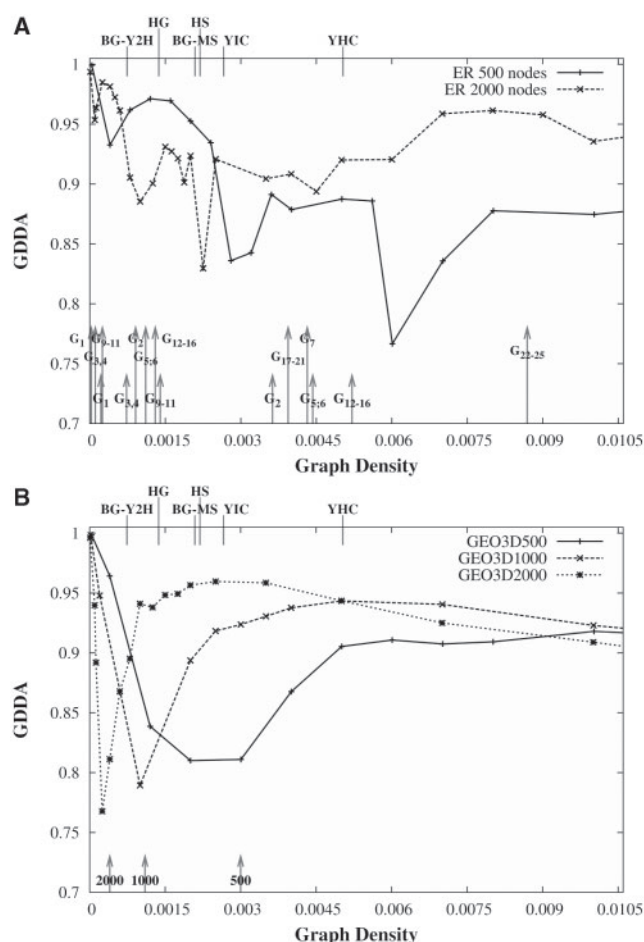 A
HG HS
BG-Y2H BG-MS YIC YHC
1
ER 500 nodes
ER 2000 nodes
0.95
0.9
GDDA
0.85
0.8
G1 G9-11 G2 G12-16 G7
G3,4 G5;6 G17-21 G22-25
0.75
G1 G3,4 G9-11 G2 G5;6 G12-16
0.7
0 0.0015 0.003 0.0045 0.006 0.0075 0.009 0.0105
Graph Density
B
HG HS
BG-Y2H BG-MS YIC YHC
1
GEO3D500
GEO3D1000
GEO3D2000
0.95
0.9
GDDA
0.85
0.8
0.75
2000 1000 500
0.7
0 0.0015 0.003 0.0045 0.006 0.0075 0.009 0.0105
Graph Density